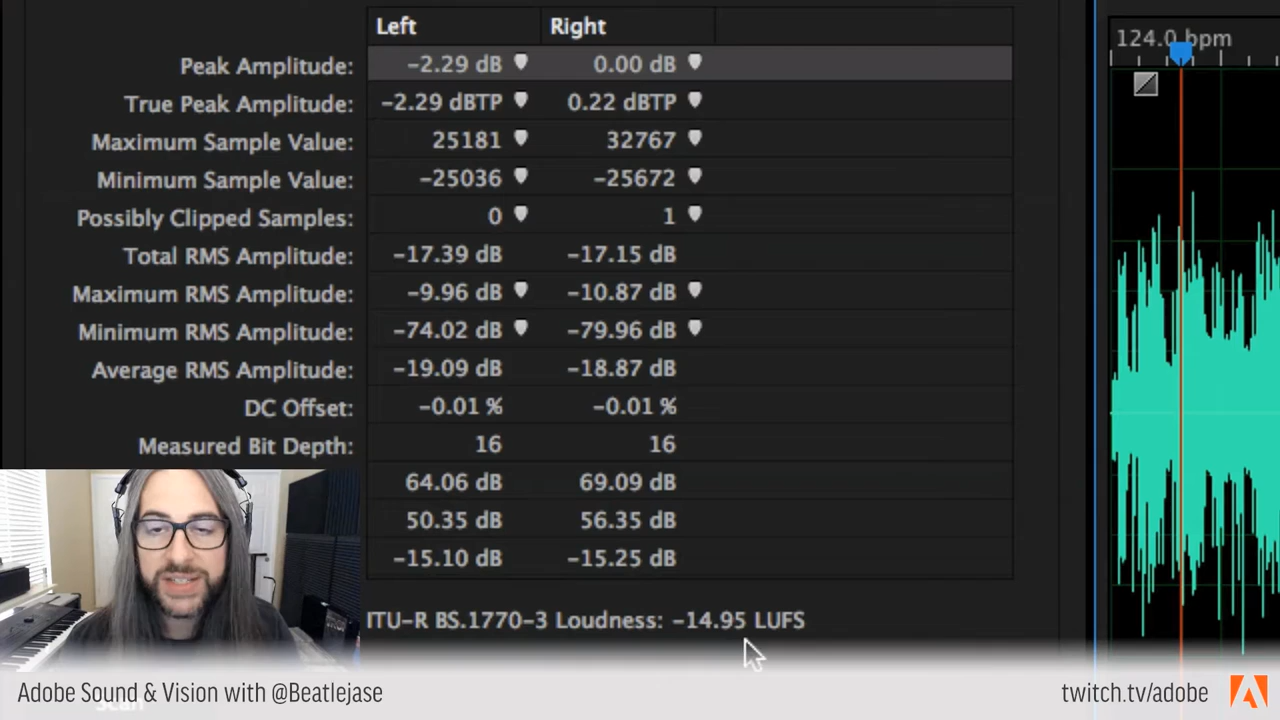 Left Right
Peak Amplitude: -2.29 dB 0.00 dB
True Peak Amplitude: -2.29 dBTP 0.22 dBTP
Maximum Sample Value: 25181 32767
Minimum Sample Value: -25036 -25672
Possibly Clipped Samples: 0 1
Total RMS Amplitude: -17.39 dB -17.15 dB
Maximum RMS Amplitude: -9.96 dB -10.87 dB
Minimum RMS Amplitude: -74.02 dB -79.96 dB
Average RMS Amplitude: -19.09 dB -18.87 dB
DC Offset: -0.01 % -0.01 %
Measured Bit Depth: 16 16
64.06 dB 69.09 dB
50.35 dB 56.35 dB
-15.10 dB -15.25 dB
ITU-R BS.1770-3 Loudness: -14.95 LUFS
124.0 bpm
Adobe Sound & Vision with @Beatlejase
twitch.tv/adobe
Scan